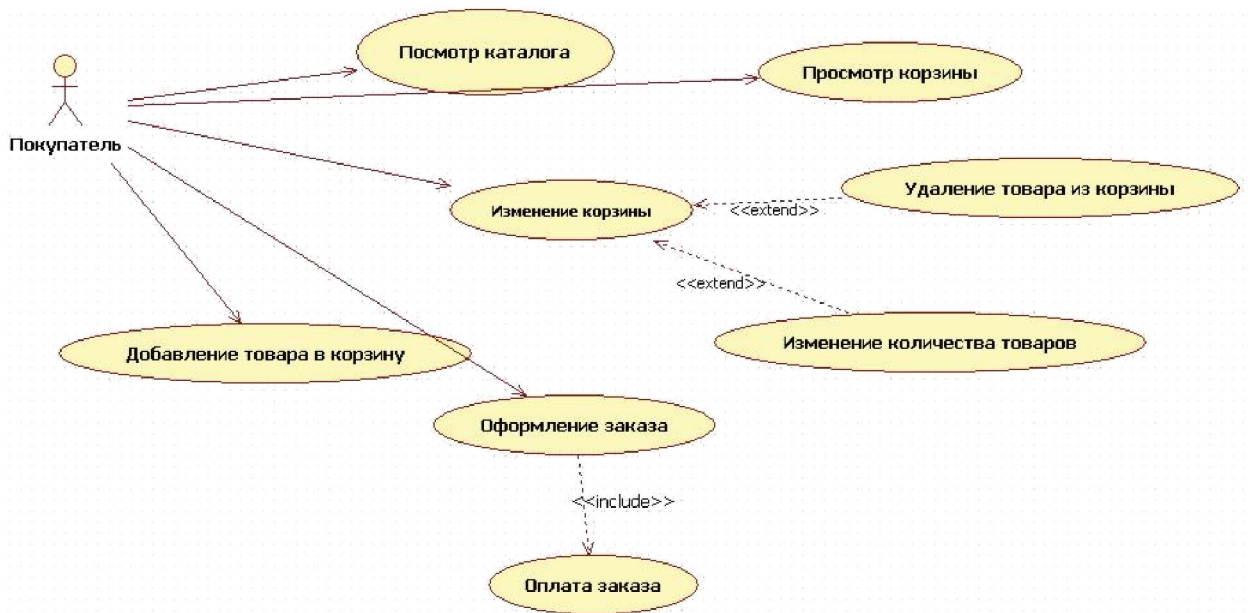 Посмотр каталога
Просмотр корзины
Покупатель
Удаление товара из корзины
Изменение корзины
<<extend>>
<<extend>>
Изменение количества товаров
Добавление товара в корзину
Оформление заказа
<<include>>
Оплата заказа